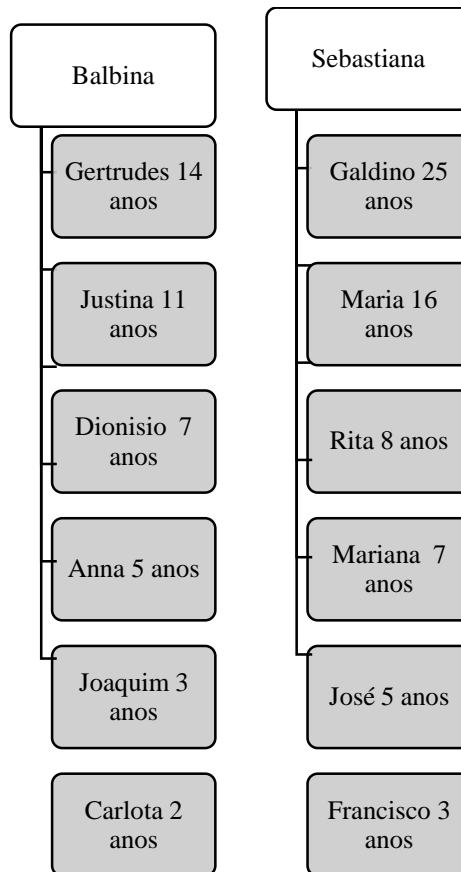 Balbina
Gertrudes 14
anos
Justina 11
anos
Dionisio 7
anos
Anna 5 anos
Joaquim 3
anos
Carlota 2
anos
Sebastiana
Galdino 25
anos
Maria 16
anos
Rita 8 anos
Mariana 7
anos
José 5 anos
Francisco 3
anos